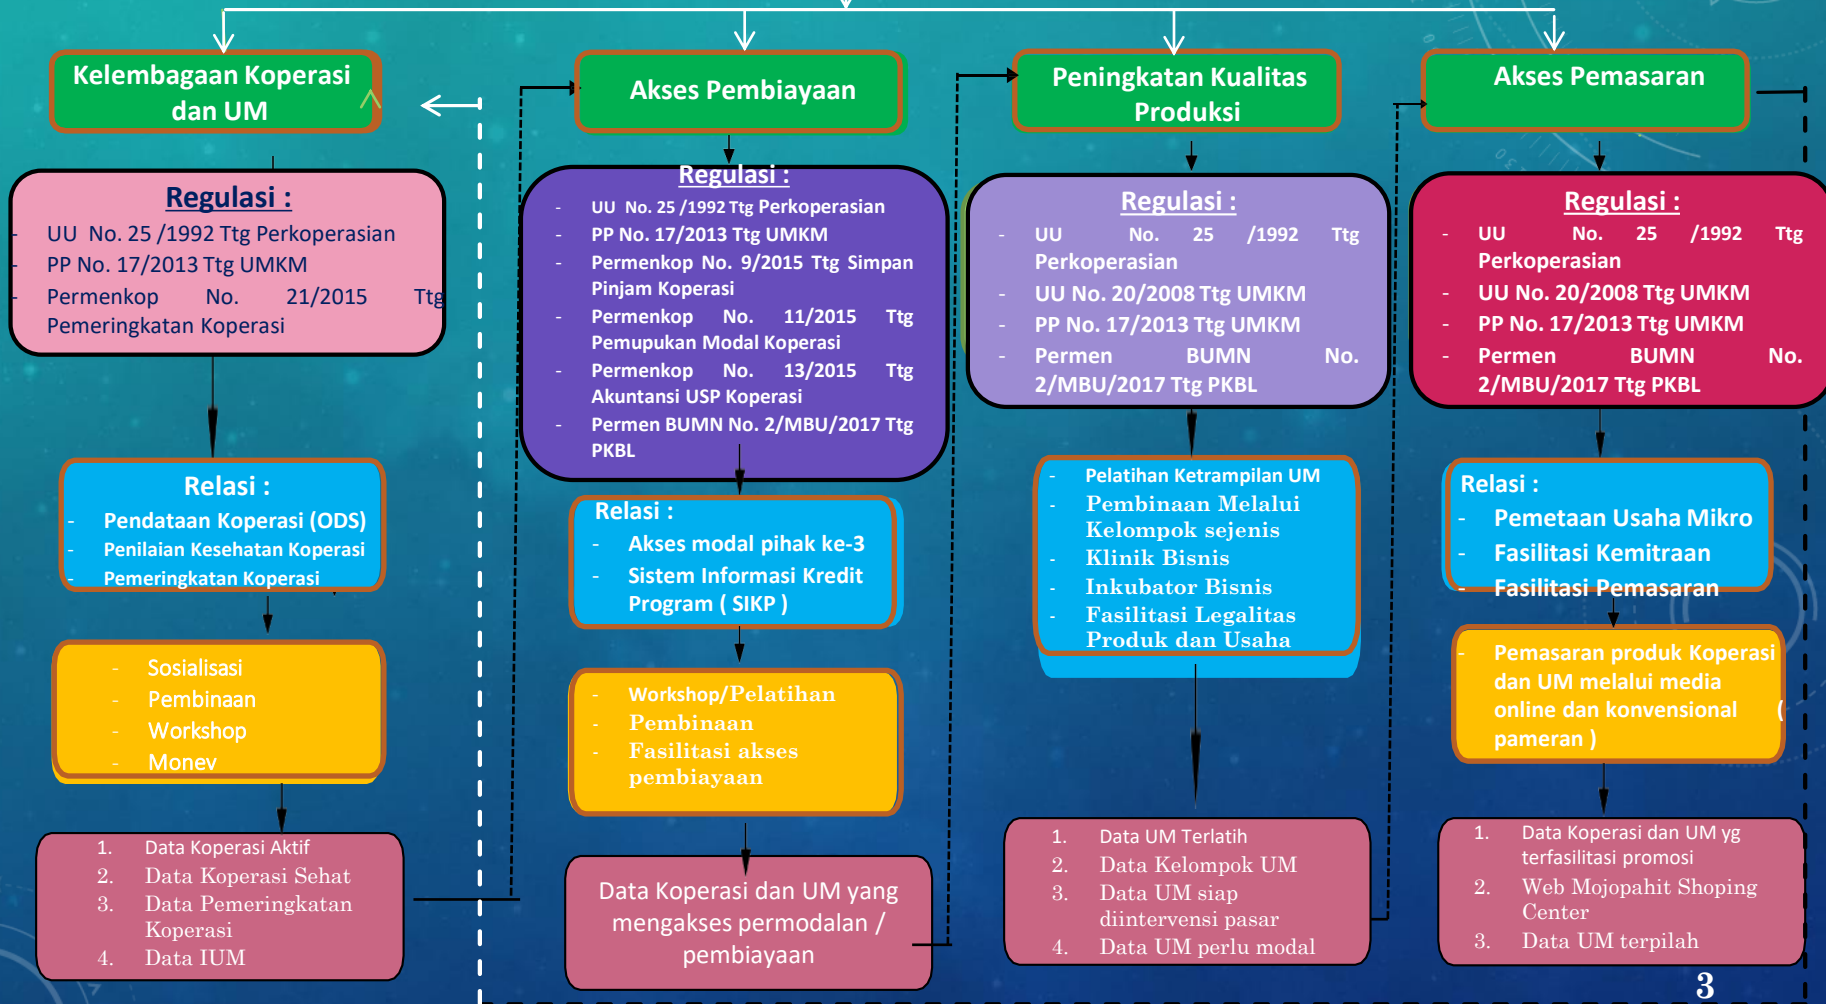 Kelembagaan Koperasi
dan UM
Regulasi :
- UU No. 25 /1992 Ttg Perkoperasian
- PP No. 17/2013 Ttg UMKM
- Permenkop No. 21/2015 Ttg
Pemeringkatan Koperasi
Relasi :
- Pendataan Koperasi (ODS)
- Penilaian Kesehatan Koperasi
- Pemeringkatan Koperasi
- Sosialisasi
- Pembinaan
- Workshop
- Monev
1. Data Koperasi Aktif
2. Data Koperasi Sehat
3. Data Pemeringkatan
Koperasi
4. Data IUM
Akses Pembiayaan
Regulasi :
- UU No. 25 /1992 Ttg Perkoperasian
- PP No. 17/2013 Ttg UMKM
- Permenkop No. 9/2015 Ttg Simpan
Pinjam Koperasi
- Permenkop No. 11/2015 Ttg
Pemupukan Modal Koperasi
- Permenkop No. 13/2015 Ttg
Akuntansi USP Koperasi
- Permen BUMN No. 2/MBU/2017 Ttg
PKBL
Relasi :
- Akses modal pihak ke-3
- Sistem Informasi Kredit
Program ( SIKP )
- Workshop/Pelatihan
- Pembinaan
- Fasilitasi akses
pembiayaan
Data Koperasi dan UM yang
mengakses permodalan /
pembiayaan
Peningkatan Kualitas
Produksi
Regulasi :
- UU No. 25 /1992 Ttg
Perkoperasian
- UU No. 20/2008 Ttg UMKM
- PP No. 17/2013 Ttg UMKM
- Permen BUMN No.
2/MBU/2017 Ttg PKBL
- Pelatihan Ketrampilan UM
- Pembinaan Melalui
Kelompok sejenis
- Klinik Bisnis
- Inkubator Bisnis
- Fasilitasi Legalitas
Produk dan Usaha
1. Data UM Terlatih
2. Data Kelompok UM
3. Data UM siap
diintervensi pasar
4. Data UM perlu modal
Akses Pemasaran
Regulasi :
- UU No. 25 /1992 Ttg
Perkoperasian
- UU No. 20/2008 Ttg UMKM
- PP No. 17/2013 Ttg UMKM
- Permen BUMN No.
2/MBU/2017 Ttg PKBL
Relasi :
- Pemetaan Usaha Mikro
- Fasilitasi Kemitraan
- Fasilitasi Pemasaran
- Pemasaran produk Koperasi
dan UM melalui media
online dan konvensional (
pameran )
1. Data Koperasi dan UM yg
terfasilitasi promosi
2. Web Mojopahit Shoping
Center
3. Data UM terpilah
3